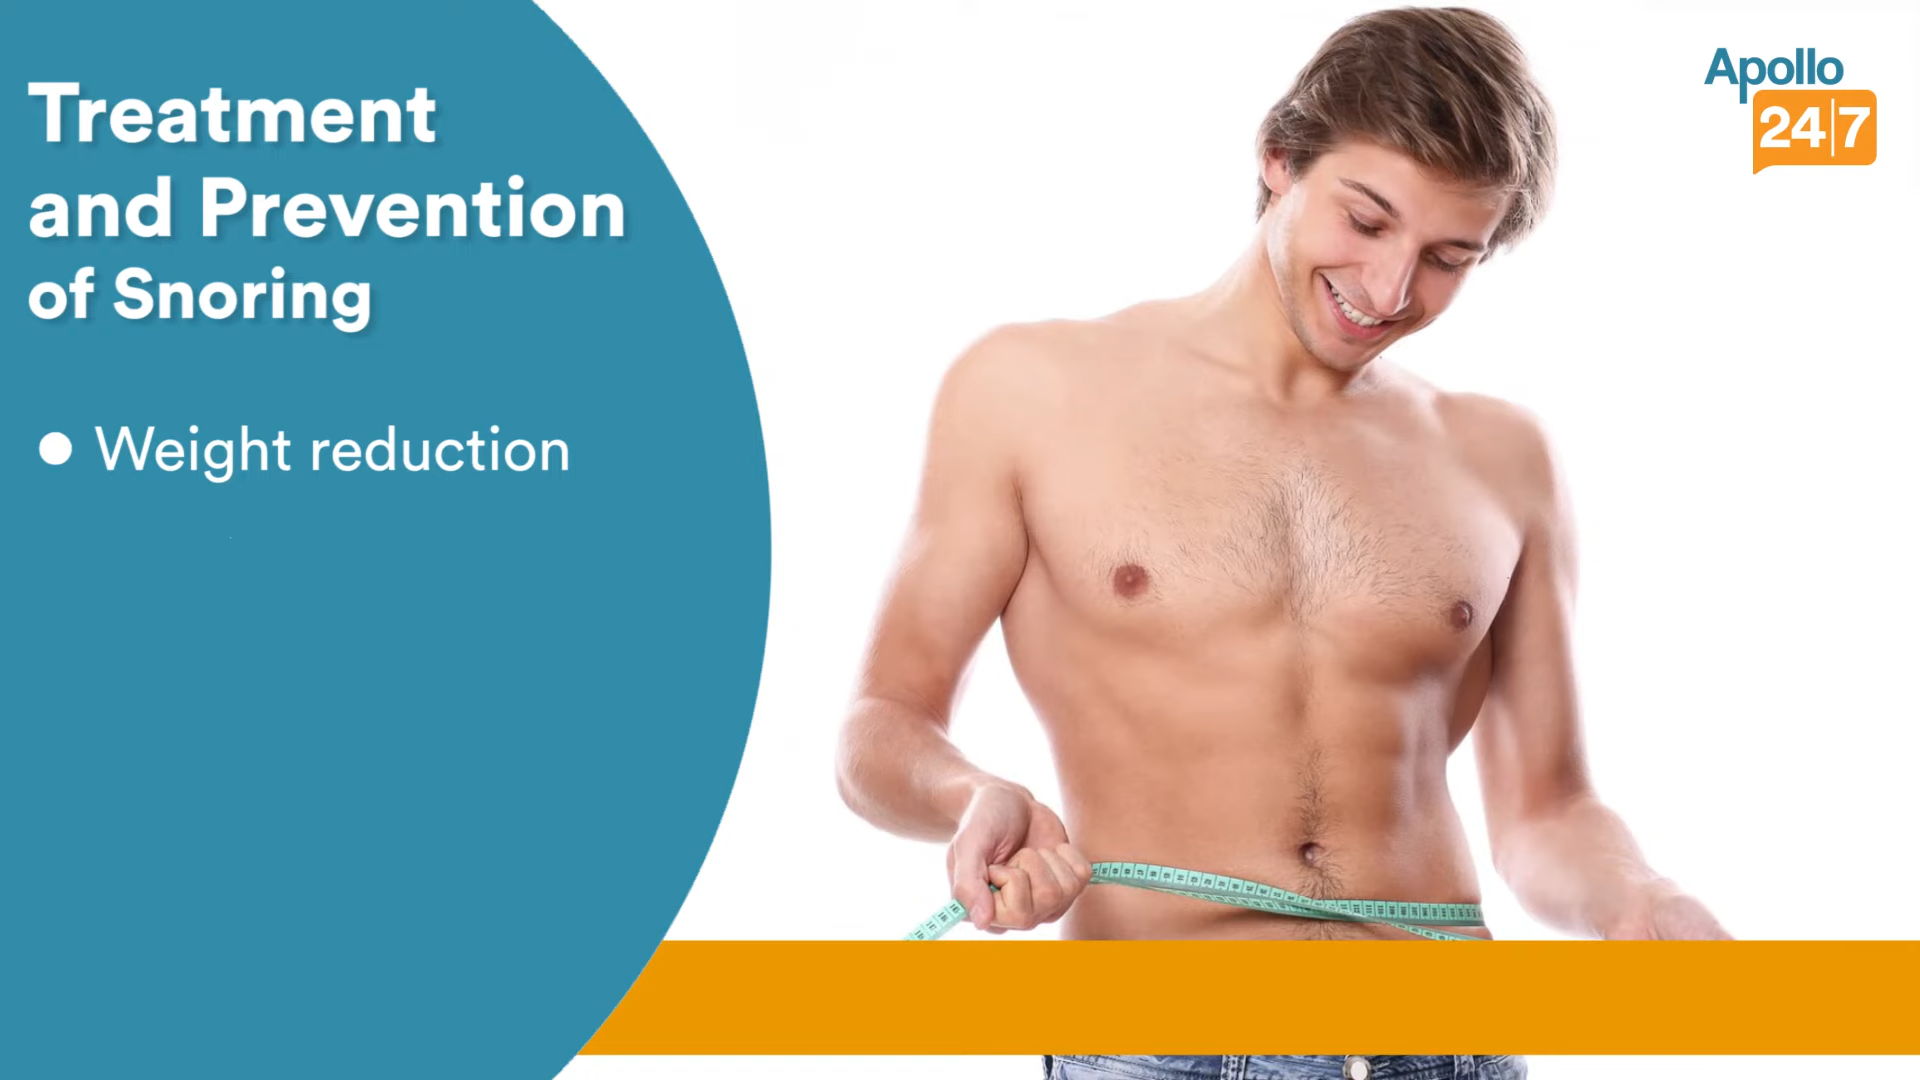 Treatment
and Prevention
of Snoring
● Weight reduction
Apollo
24|7